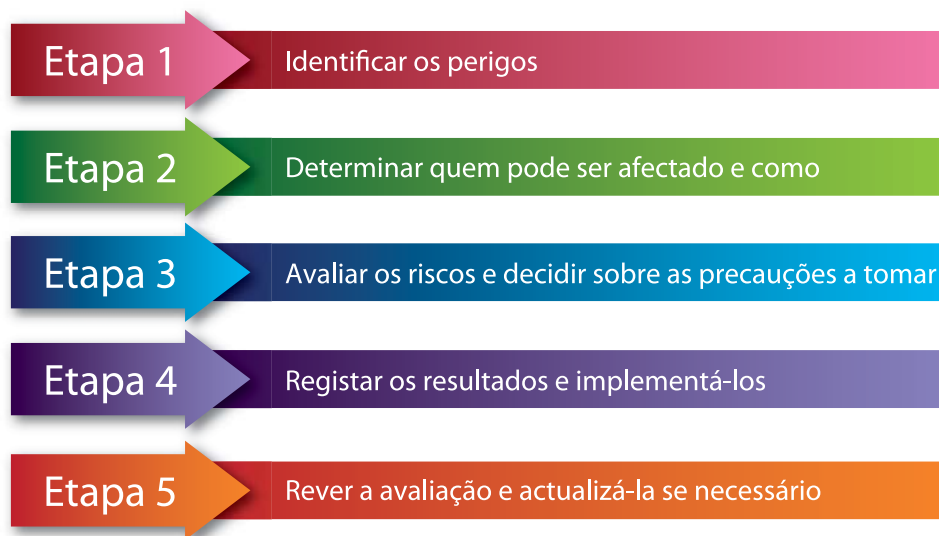 Etapa 1
Identificar os perigos
Etapa 2
Determinar quem pode ser afectado e como
Etapa 3
Avaliar os riscos e decidir sobre as precauções a tomar
Etapa 4
Registar os resultados e implementá-los
Etapa 5
Rever a avaliação e actualizá-la se necessário